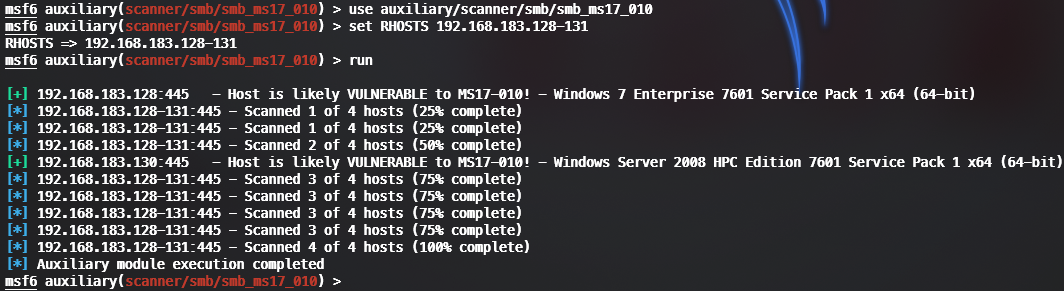 msf6 auxiliary(scanner/smb/smb_ms17_010) > use auxiliary/scanner/smb/smb_ms17_010
msf6 auxiliary(scanner/smb/smb_ms17_010) > set RHOSTS 192.168.183.128-131
RHOSTS => 192.168.183.128-131
msf6 auxiliary(scanner/smb/smb_ms17_010) > run
[+] 192.168.183.128:445   - Host is likely VULNERABLE to MS17-010! - Windows 7 Enterprise 7601 Service Pack 1 x64 (64-bit)
[*] 192.168.183.128-131:445 - Scanned 1 of 4 hosts (25% complete)
[*] 192.168.183.128-131:445 - Scanned 1 of 4 hosts (25% complete)
[*] 192.168.183.128-131:445 - Scanned 2 of 4 hosts (50% complete)
[+] 192.168.183.130:445   - Host is likely VULNERABLE to MS17-010! - Windows Server 2008 HPC Edition 7601 Service Pack 1 x64 (64-bit)
[*] 192.168.183.128-131:445 - Scanned 3 of 4 hosts (75% complete)
[*] 192.168.183.128-131:445 - Scanned 3 of 4 hosts (75% complete)
[*] 192.168.183.128-131:445 - Scanned 3 of 4 hosts (75% complete)
[*] 192.168.183.128-131:445 - Scanned 3 of 4 hosts (75% complete)
[*] 192.168.183.128-131:445 - Scanned 4 of 4 hosts (100% complete)
[*] Auxiliary module execution completed
msf6 auxiliary(scanner/smb/smb_ms17_010) >